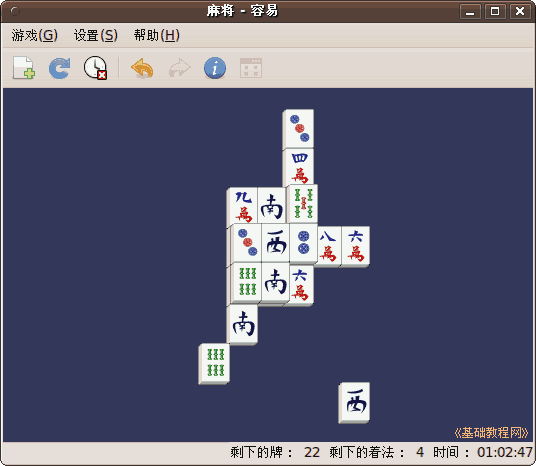 麻将 - 容易
游戏(G) 设置(S) 帮助(H)
四萬
九萬 南
西 八萬 六萬
南 六萬
南
西
《基础教程网》
剩下的牌： 22 剩下的着法： 4 时间： 01:02:47